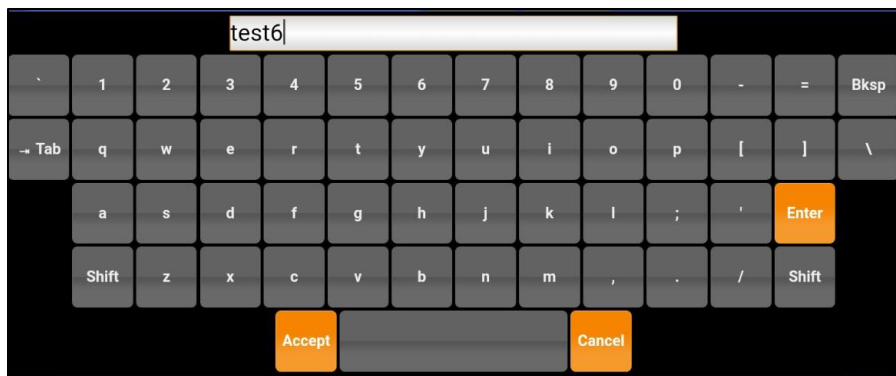 test6
` 1 2 3 4 5 6 7 8 9 0 - = Bksp
⇥ Tab q w e r t y u i o p [ ] \
a s d f g h j k l ; ' Enter
Shift z x c v b n m , . / Shift
Accept Cancel